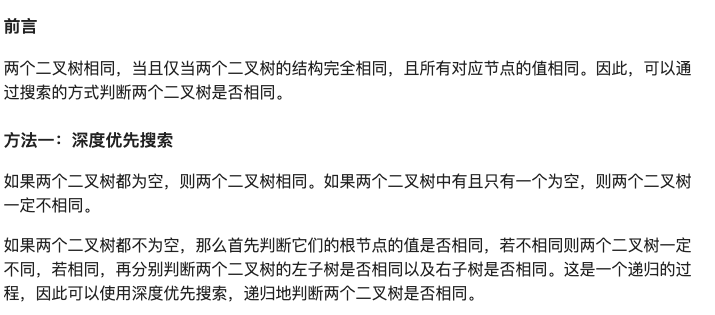 前言
两个二叉树相同，当且仅当两个二叉树的结构完全相同，且所有对应节点的值相同。因此，可以通
过搜索的方式判断两个二叉树是否相同。
方法一：深度优先搜索
如果两个二叉树都为空，则两个二叉树相同。如果两个二叉树中有且只有一个为空，则两个二叉树
一定不相同。
如果两个二叉树都不为空，那么首先判断它们的根节点的值是否相同，若不相同则两个二叉树一定
不同，若相同，再分别判断两个二叉树的左子树是否相同以及右子树是否相同。这是一个递归的过
程，因此可以使用深度优先搜索，递归地判断两个二叉树是否相同。